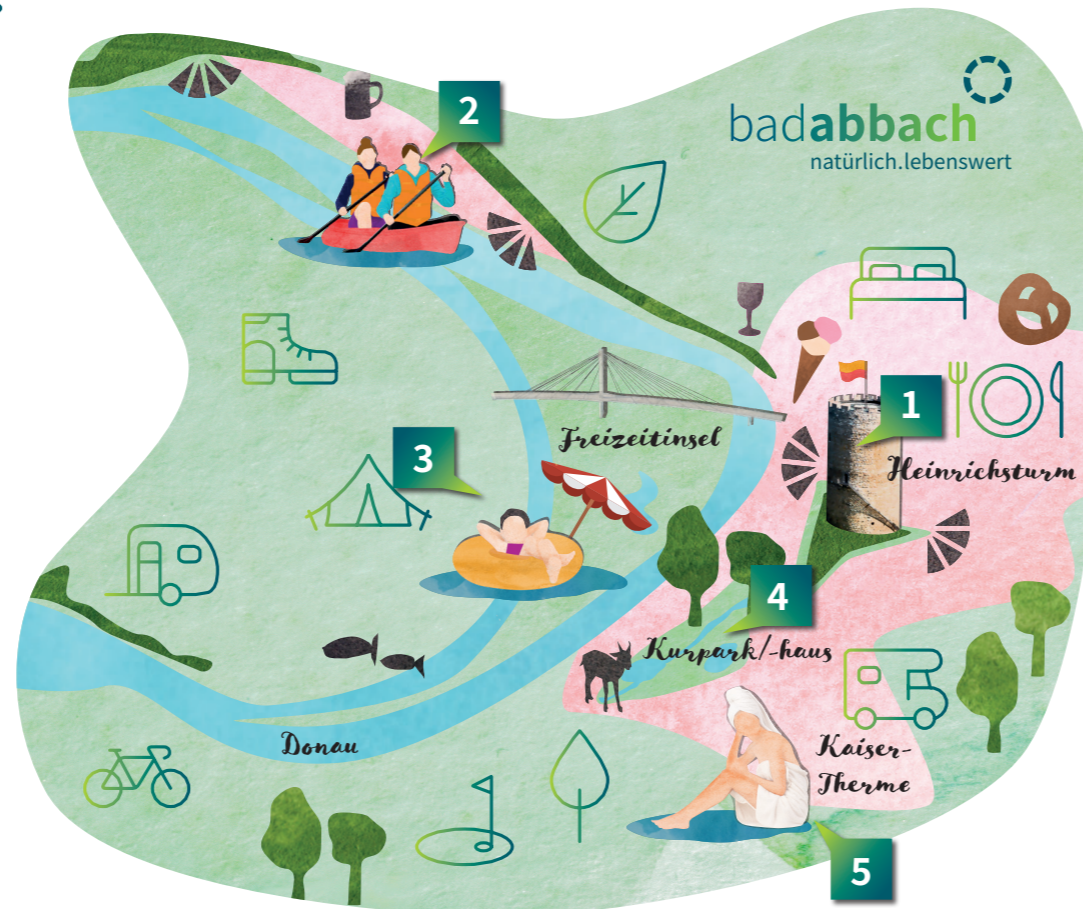 badabbach
natürlich.lebenswert
2
1
Freizeitinsel
Heinrichsturm
3
4
Kurpark/-haus
Donau
Kaiser-
Therme
5